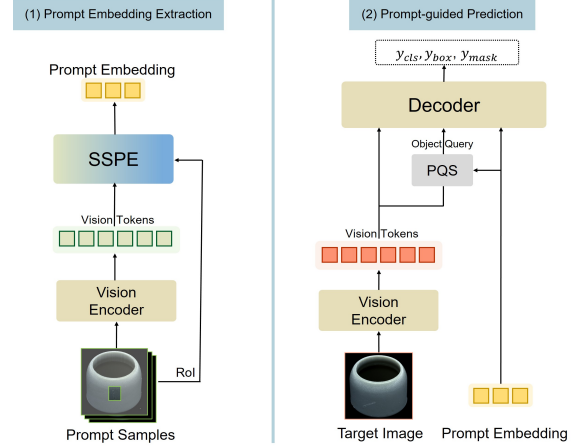 (1) Prompt Embedding Extraction
Prompt Embedding
SSPE
Vision Tokens
Vision
Encoder
RoI
Prompt Samples
(2) Prompt-guided Prediction
y_cls, y_box, y_mask
Decoder
Object Query
PQS
Vision Tokens
Vision
Encoder
Target Image
Prompt Embedding